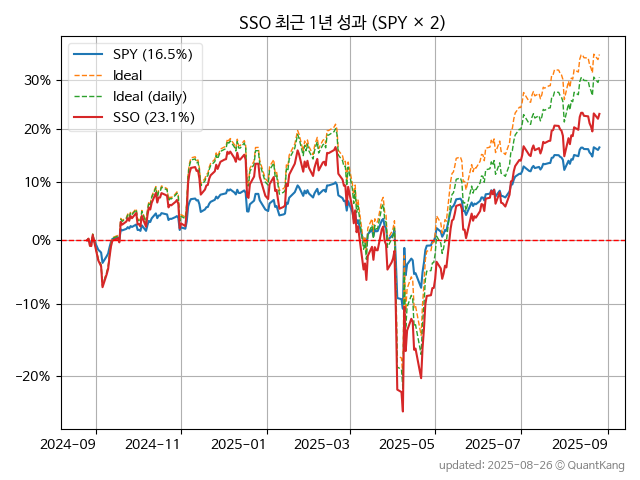 SSO 최근 1년 성과 (SPY × 2)
SPY (16.5%)
Ideal
Ideal (daily)
SSO (23.1%)
30%
20%
10%
0%
−10%
−20%
2024-09
2024-11
2025-01
2025-03
2025-05
2025-07
2025-09
updated: 2025-08-26 © QuantKang